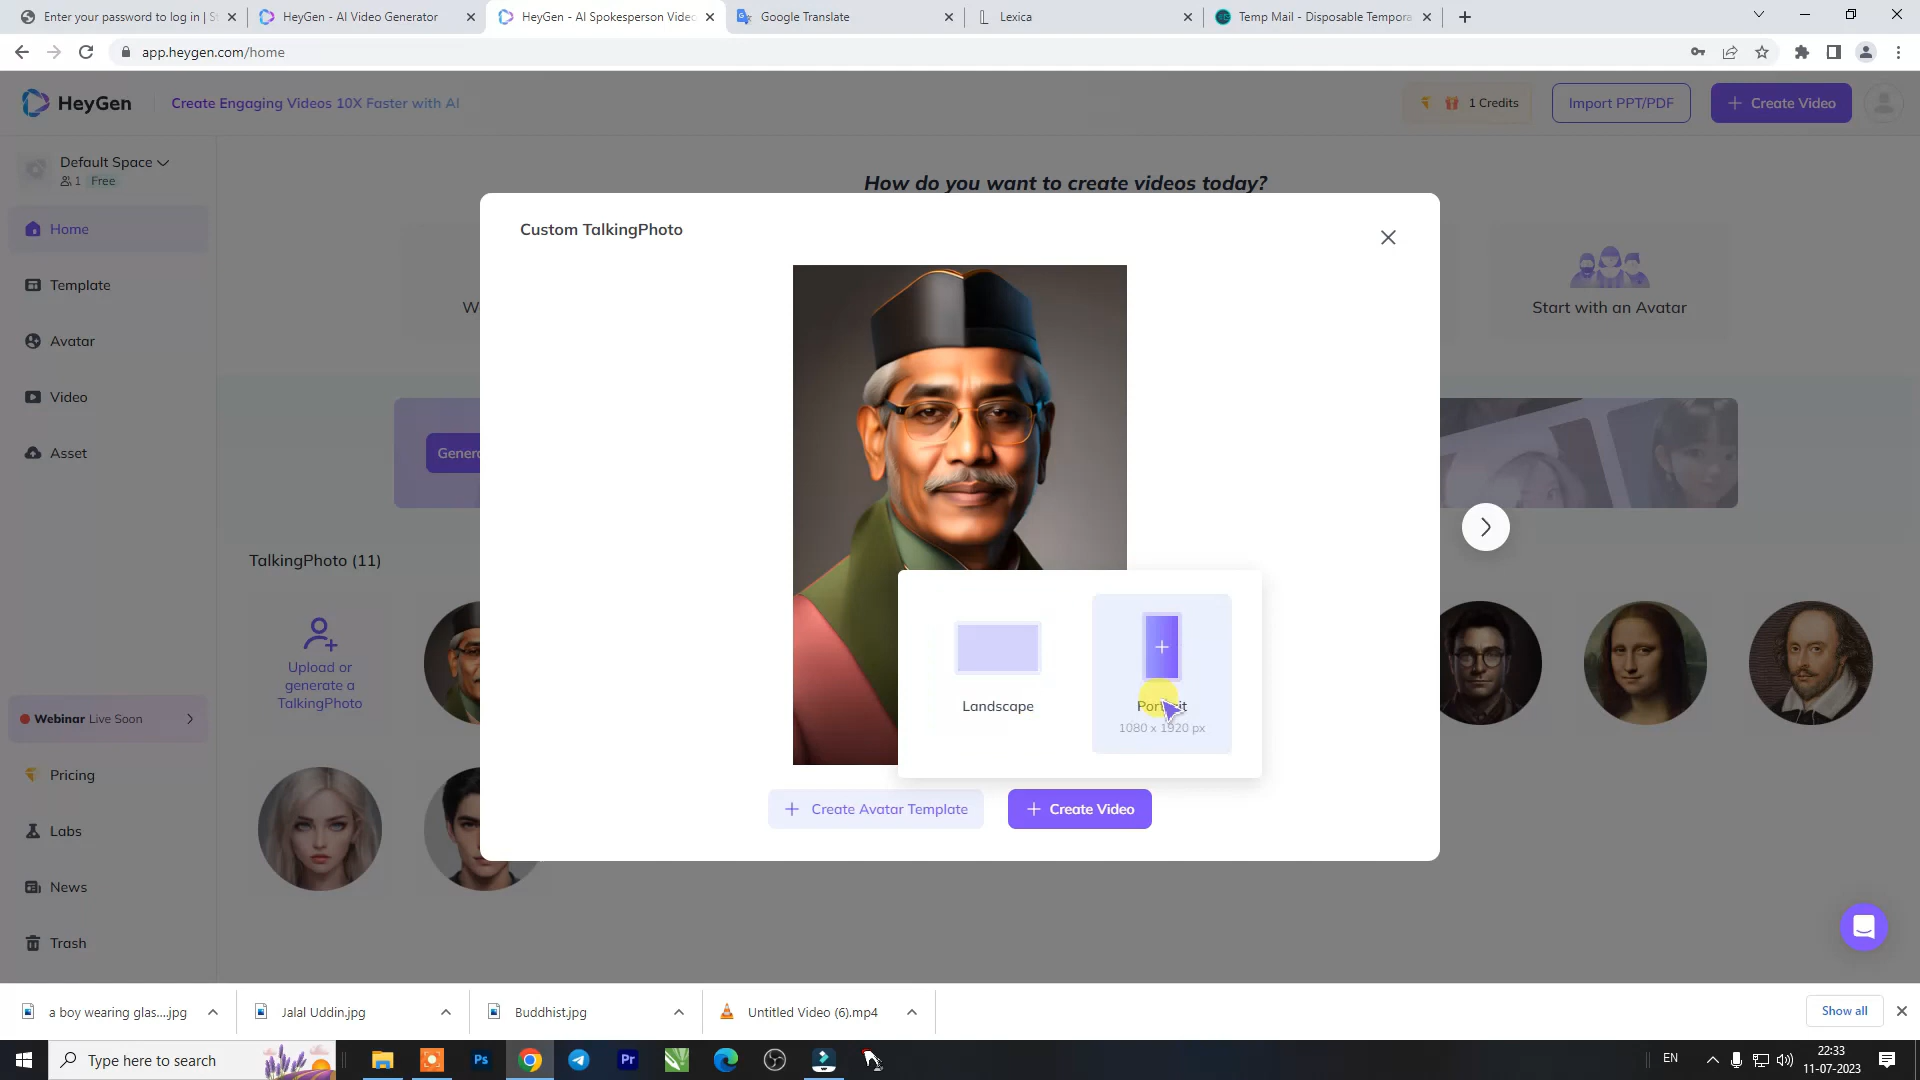 Enter your password to log in | S
HeyGen - AI Video Generator
HeyGen - AI Spokesperson Video
Google Translate
Lexica
Temp Mail - Disposable Tempora
app.heygen.com/home
HeyGen
Create Engaging Videos 10X Faster with AI
1 Credits
Import PPT/PDF
Create Video
Default Space
1 Free
How do you want to create videos today?
Home
Custom TalkingPhoto
Template
Start with an Avatar
Avatar
Video
Asset
TalkingPhoto (11)
Upload or
generate a
TalkingPhoto
Landscape
Portrait
1080 x 1920 px
Webinar Live Soon
Pricing
Create Avatar Template
Create Video
Labs
News
Trash
a boy wearing glas....jpg
Jalal Uddin.jpg
Buddhist.jpg
Untitled Video (6).mp4
Show all
Type here to search
Ps
Pr
EN
22:33
11-07-2023